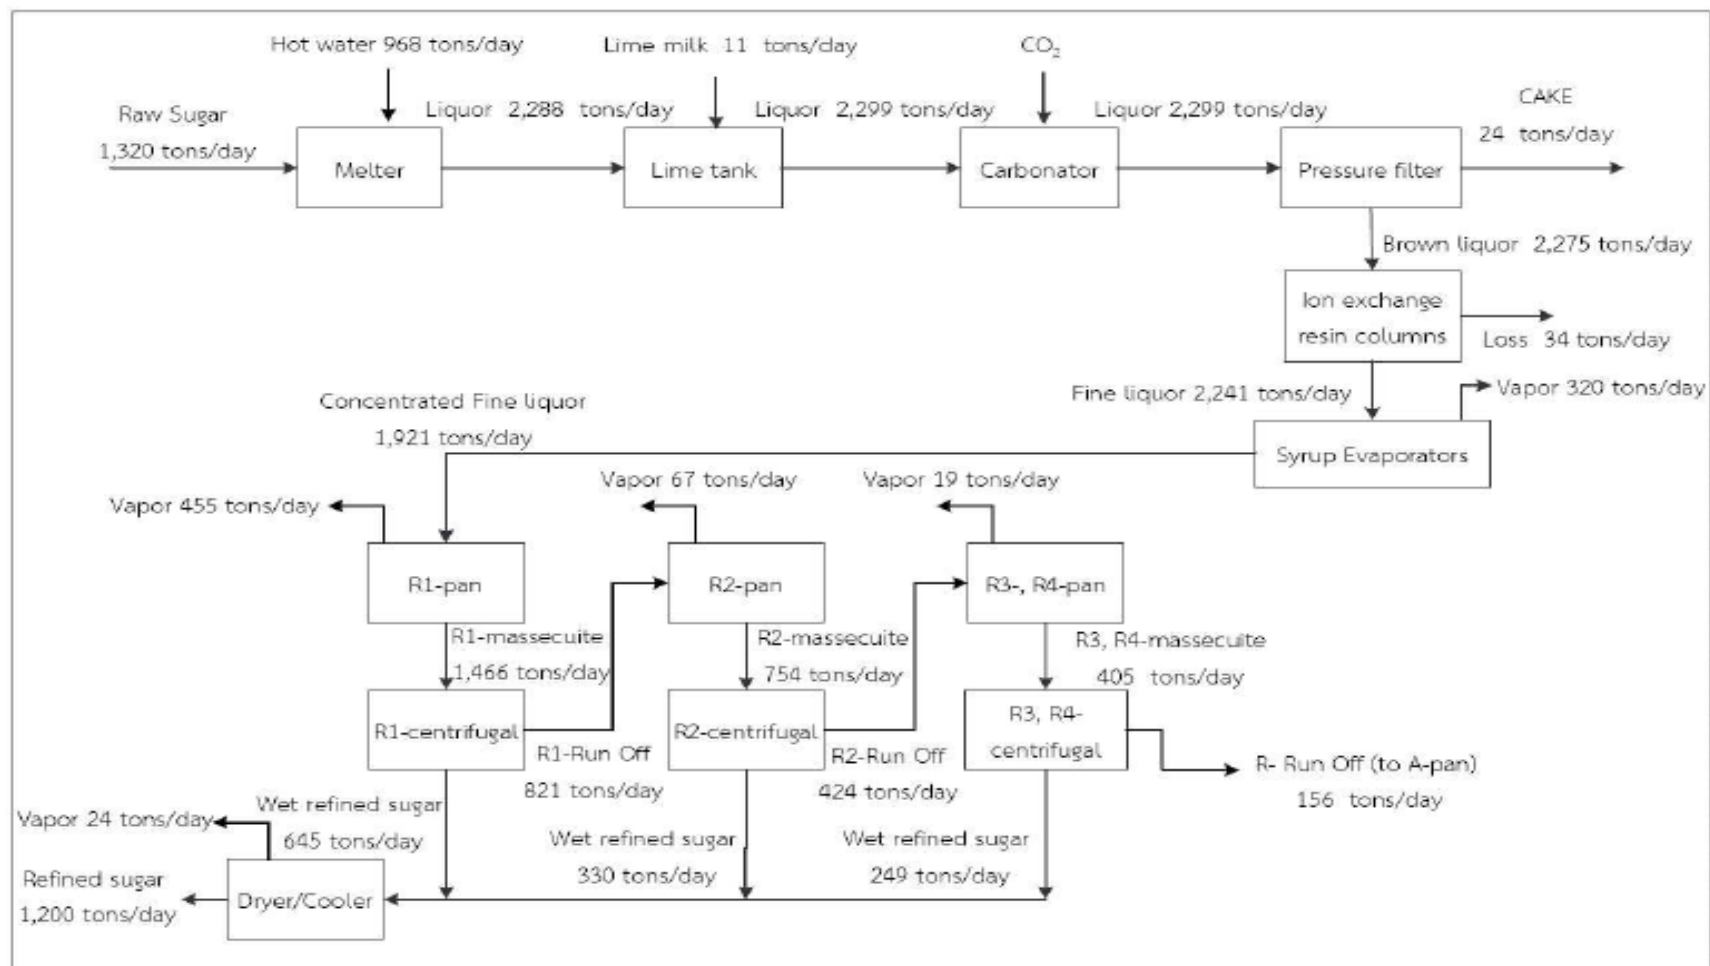 Hot water 968 tons/day
Lime milk 11 tons/day
CO₂
Raw Sugar
1,320 tons/day
Liquor 2,288 tons/day
Liquor 2,299 tons/day
Liquor 2,299 tons/day
CAKE
24 tons/day
Melter
Lime tank
Carbonator
Pressure filter
Brown liquor 2,275 tons/day
Ion exchange
resin columns
Loss 34 tons/day
Fine liquor 2,241 tons/day
Vapor 320 tons/day
Syrup Evaporators
Concentrated Fine liquor
1,921 tons/day
Vapor 455 tons/day
Vapor 67 tons/day
Vapor 19 tons/day
R1-pan
R2-pan
R3-, R4-pan
R1-massecuite
1,466 tons/day
R2-massecuite
754 tons/day
R3, R4-massecuite
405 tons/day
R1-centrifugal
R1-Run Off
821 tons/day
R2-centrifugal
R2-Run Off
424 tons/day
R3, R4-
centrifugal
R- Run Off (to A-pan)
156 tons/day
Wet refined sugar
645 tons/day
Wet refined sugar
330 tons/day
Wet refined sugar
249 tons/day
Vapor 24 tons/day
Refined sugar
1,200 tons/day
Dryer/Cooler